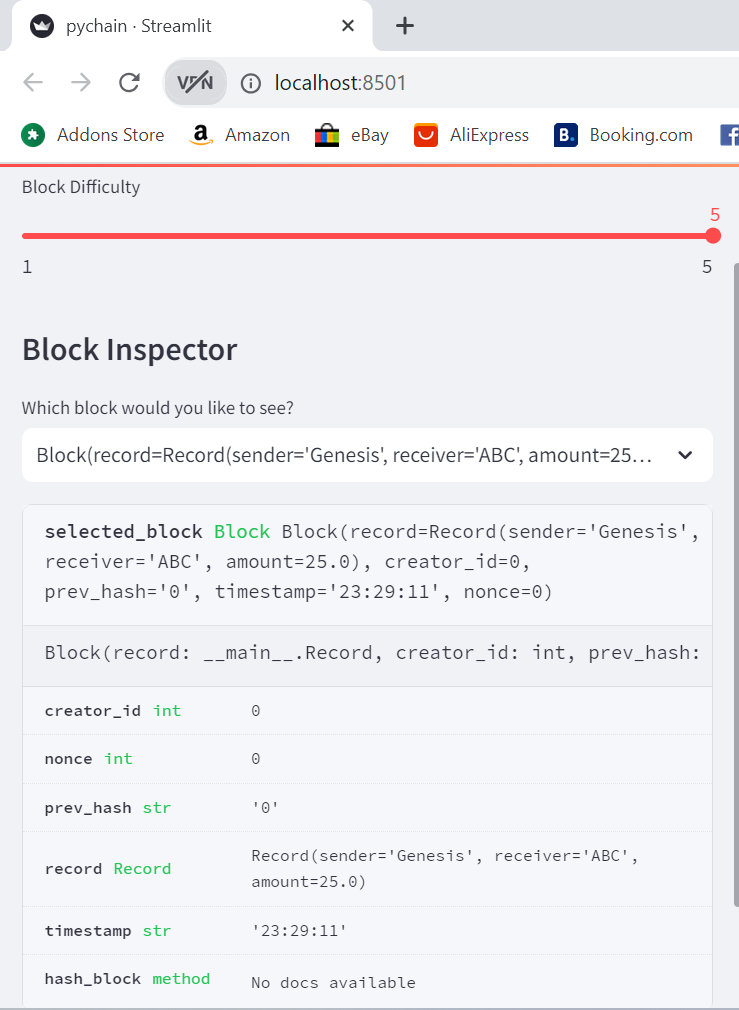 pychain · Streamlit
VPN
localhost:8501
Addons Store
a
Amazon
eBay
AliExpress
B.
Booking.com
f
Block Difficulty
5
1
5
Block Inspector
Which block would you like to see?
Block(record=Record(sender='Genesis', receiver='ABC', amount=25...
selected_block Block Block(record=Record(sender='Genesis',
receiver='ABC', amount=25.0), creator_id=0,
prev_hash='0', timestamp='23:29:11', nonce=0)
Block(record: __main__.Record, creator_id: int, prev_hash:
creator_id int 0
nonce int 0
prev_hash str '0'
record Record Record(sender='Genesis', receiver='ABC',
amount=25.0)
timestamp str '23:29:11'
hash_block method No docs available